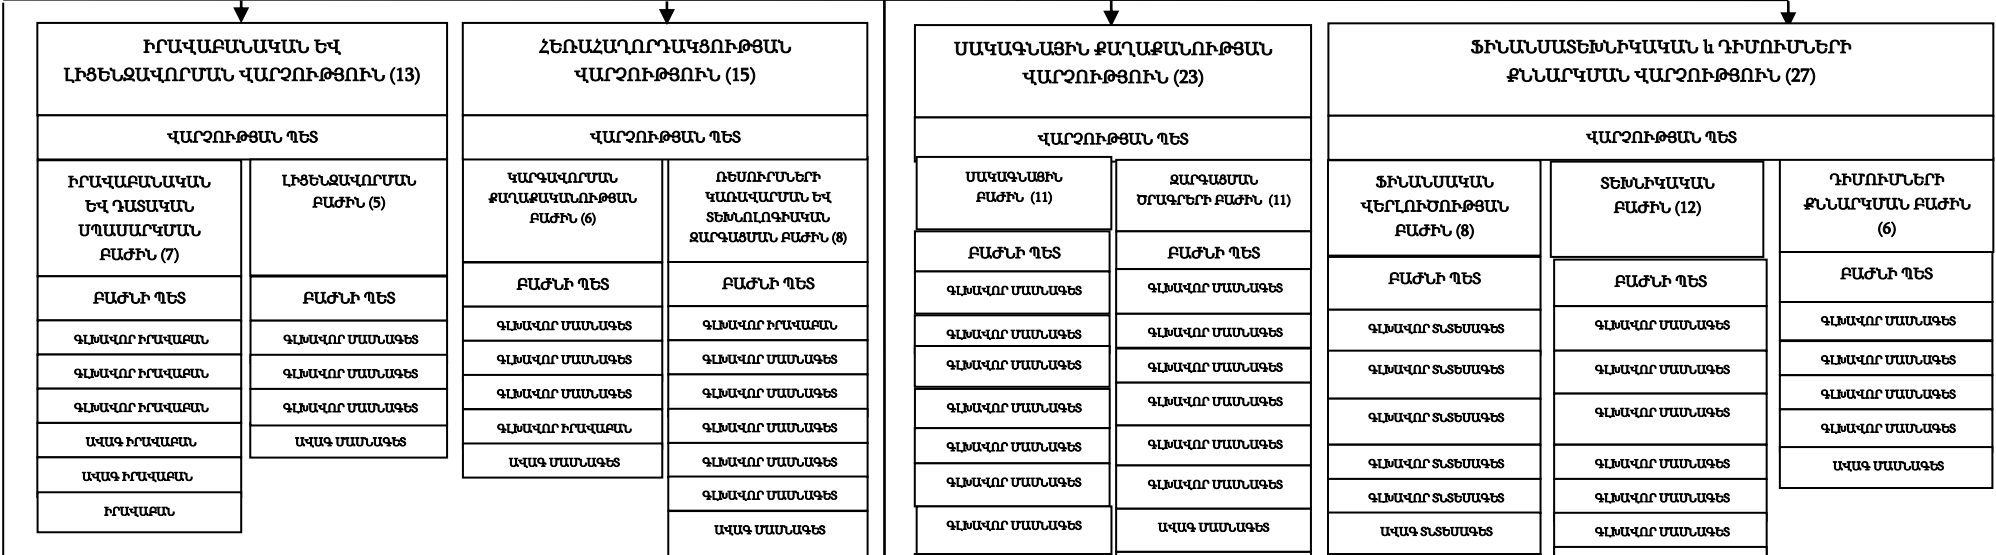 ԻՐԱՎԱԲԱՆԱԿԱՆ ԵՎ
ԼԻՑԵՆԶԱՎՈՐՄԱՆ ՎԱՐՉՈՒԹՅՈՒՆ (13)
ՎԱՐՉՈՒԹՅԱՆ ՊԵՏ
ԻՐԱՎԱԲԱՆԱԿԱՆ
ԵՎ ԴԱՏԱԿԱՆ
ՍՊԱՍԱՐԿՄԱՆ
ԲԱԺԻՆ (7)
ԲԱԺՆԻ ՊԵՏ
ԳԼԽԱՎՈՐ ԻՐԱՎԱԲԱՆ
ԳԼԽԱՎՈՐ ԻՐԱՎԱԲԱՆ
ԳԼԽԱՎՈՐ ԻՐԱՎԱԲԱՆ
ԱՎԱԳ ԻՐԱՎԱԲԱՆ
ԱՎԱԳ ԻՐԱՎԱԲԱՆ
ԻՐԱՎԱԲԱՆ
ԼԻՑԵՆԶԱՎՈՐՄԱՆ
ԲԱԺԻՆ (5)
ԲԱԺՆԻ ՊԵՏ
ԳԼԽԱՎՈՐ ՄԱՍՆԱԳԵՏ
ԳԼԽԱՎՈՐ ՄԱՍՆԱԳԵՏ
ԳԼԽԱՎՈՐ ՄԱՍՆԱԳԵՏ
ԱՎԱԳ ՄԱՍՆԱԳԵՏ
ՀԵՌԱՀԱՂՈՐԴԱԿՑՈՒԹՅԱՆ
ՎԱՐՉՈՒԹՅՈՒՆ (15)
ՎԱՐՉՈՒԹՅԱՆ ՊԵՏ
ԿԱՐԳԱՎՈՐՄԱՆ
ՔԱՂԱՔԱԿԱՆՈՒԹՅԱՆ
ԲԱԺԻՆ (6)
ԲԱԺՆԻ ՊԵՏ
ԳԼԽԱՎՈՐ ՄԱՍՆԱԳԵՏ
ԳԼԽԱՎՈՐ ՄԱՍՆԱԳԵՏ
ԳԼԽԱՎՈՐ ՄԱՍՆԱԳԵՏ
ԳԼԽԱՎՈՐ ԻՐԱՎԱԲԱՆ
ԱՎԱԳ ՄԱՍՆԱԳԵՏ
ՌԵՍՈՒՐՍՆԵՐԻ
ԿԱՌԱՎԱՐՄԱՆ ԵՎ
ՏԵԽՆՈԼՈԳԻԱԿԱՆ
ԶԱՐԳԱՑՄԱՆ ԲԱԺԻՆ (8)
ԲԱԺՆԻ ՊԵՏ
ԳԼԽԱՎՈՐ ԻՐԱՎԱԲԱՆ
ԳԼԽԱՎՈՐ ՄԱՍՆԱԳԵՏ
ԳԼԽԱՎՈՐ ՄԱՍՆԱԳԵՏ
ԳԼԽԱՎՈՐ ՄԱՍՆԱԳԵՏ
ԳԼԽԱՎՈՐ ՄԱՍՆԱԳԵՏ
ԳԼԽԱՎՈՐ ՄԱՍՆԱԳԵՏ
ԱՎԱԳ ՄԱՍՆԱԳԵՏ
ՍԱԿԱԳՆԱՅԻՆ ՔԱՂԱՔԱՆՈՒԹՅԱՆ
ՎԱՐՉՈՒԹՅՈՒՆ (23)
ՎԱՐՉՈՒԹՅԱՆ ՊԵՏ
ՍԱԿԱԳՆԱՅԻՆ
ԲԱԺԻՆ (11)
ԲԱԺՆԻ ՊԵՏ
ԳԼԽԱՎՈՐ ՄԱՍՆԱԳԵՏ
ԳԼԽԱՎՈՐ ՄԱՍՆԱԳԵՏ
ԳԼԽԱՎՈՐ ՄԱՍՆԱԳԵՏ
ԳԼԽԱՎՈՐ ՄԱՍՆԱԳԵՏ
ԳԼԽԱՎՈՐ ՄԱՍՆԱԳԵՏ
ԳԼԽԱՎՈՐ ՄԱՍՆԱԳԵՏ
ԳԼԽԱՎՈՐ ՄԱՍՆԱԳԵՏ
ԶԱՐԳԱՑՄԱՆ
ԾՐԱԳՐԵՐԻ ԲԱԺԻՆ (11)
ԲԱԺՆԻ ՊԵՏ
ԳԼԽԱՎՈՐ ՄԱՍՆԱԳԵՏ
ԳԼԽԱՎՈՐ ՄԱՍՆԱԳԵՏ
ԳԼԽԱՎՈՐ ՄԱՍՆԱԳԵՏ
ԳԼԽԱՎՈՐ ՄԱՍՆԱԳԵՏ
ԳԼԽԱՎՈՐ ՄԱՍՆԱԳԵՏ
ԳԼԽԱՎՈՐ ՄԱՍՆԱԳԵՏ
ԱՎԱԳ ՄԱՍՆԱԳԵՏ
ՖԻՆԱՆՍԱՏԵԽՆԻԿԱԿԱՆ և ԴԻՄՈՒՄՆԵՐԻ
ՔՆՆԱՐԿՄԱՆ ՎԱՐՉՈՒԹՅՈՒՆ (27)
ՎԱՐՉՈՒԹՅԱՆ ՊԵՏ
ՖԻՆԱՆՍԱԿԱՆ
ՎԵՐԼՈՒԾՈՒԹՅԱՆ
ԲԱԺԻՆ (8)
ԲԱԺՆԻ ՊԵՏ
ԳԼԽԱՎՈՐ ՏՆՏԵՍԱԳԵՏ
ԳԼԽԱՎՈՐ ՏՆՏԵՍԱԳԵՏ
ԳԼԽԱՎՈՐ ՏՆՏԵՍԱԳԵՏ
ԳԼԽԱՎՈՐ ՏՆՏԵՍԱԳԵՏ
ԳԼԽԱՎՈՐ ՏՆՏԵՍԱԳԵՏ
ԱՎԱԳ ՏՆՏԵՍԱԳԵՏ
ՏԵԽՆԻԿԱԿԱՆ
ԲԱԺԻՆ (12)
ԲԱԺՆԻ ՊԵՏ
ԳԼԽԱՎՈՐ ՄԱՍՆԱԳԵՏ
ԳԼԽԱՎՈՐ ՄԱՍՆԱԳԵՏ
ԳԼԽԱՎՈՐ ՄԱՍՆԱԳԵՏ
ԳԼԽԱՎՈՐ ՄԱՍՆԱԳԵՏ
ԳԼԽԱՎՈՐ ՄԱՍՆԱԳԵՏ
ԳԼԽԱՎՈՐ ՄԱՍՆԱԳԵՏ
ԴԻՄՈՒՄՆԵՐԻ
ՔՆՆԱՐԿՄԱՆ ԲԱԺԻՆ
(6)
ԲԱԺՆԻ ՊԵՏ
ԳԼԽԱՎՈՐ ՄԱՍՆԱԳԵՏ
ԳԼԽԱՎՈՐ ՄԱՍՆԱԳԵՏ
ԳԼԽԱՎՈՐ ՄԱՍՆԱԳԵՏ
ԳԼԽԱՎՈՐ ՄԱՍՆԱԳԵՏ
ԱՎԱԳ ՄԱՍՆԱԳԵՏ